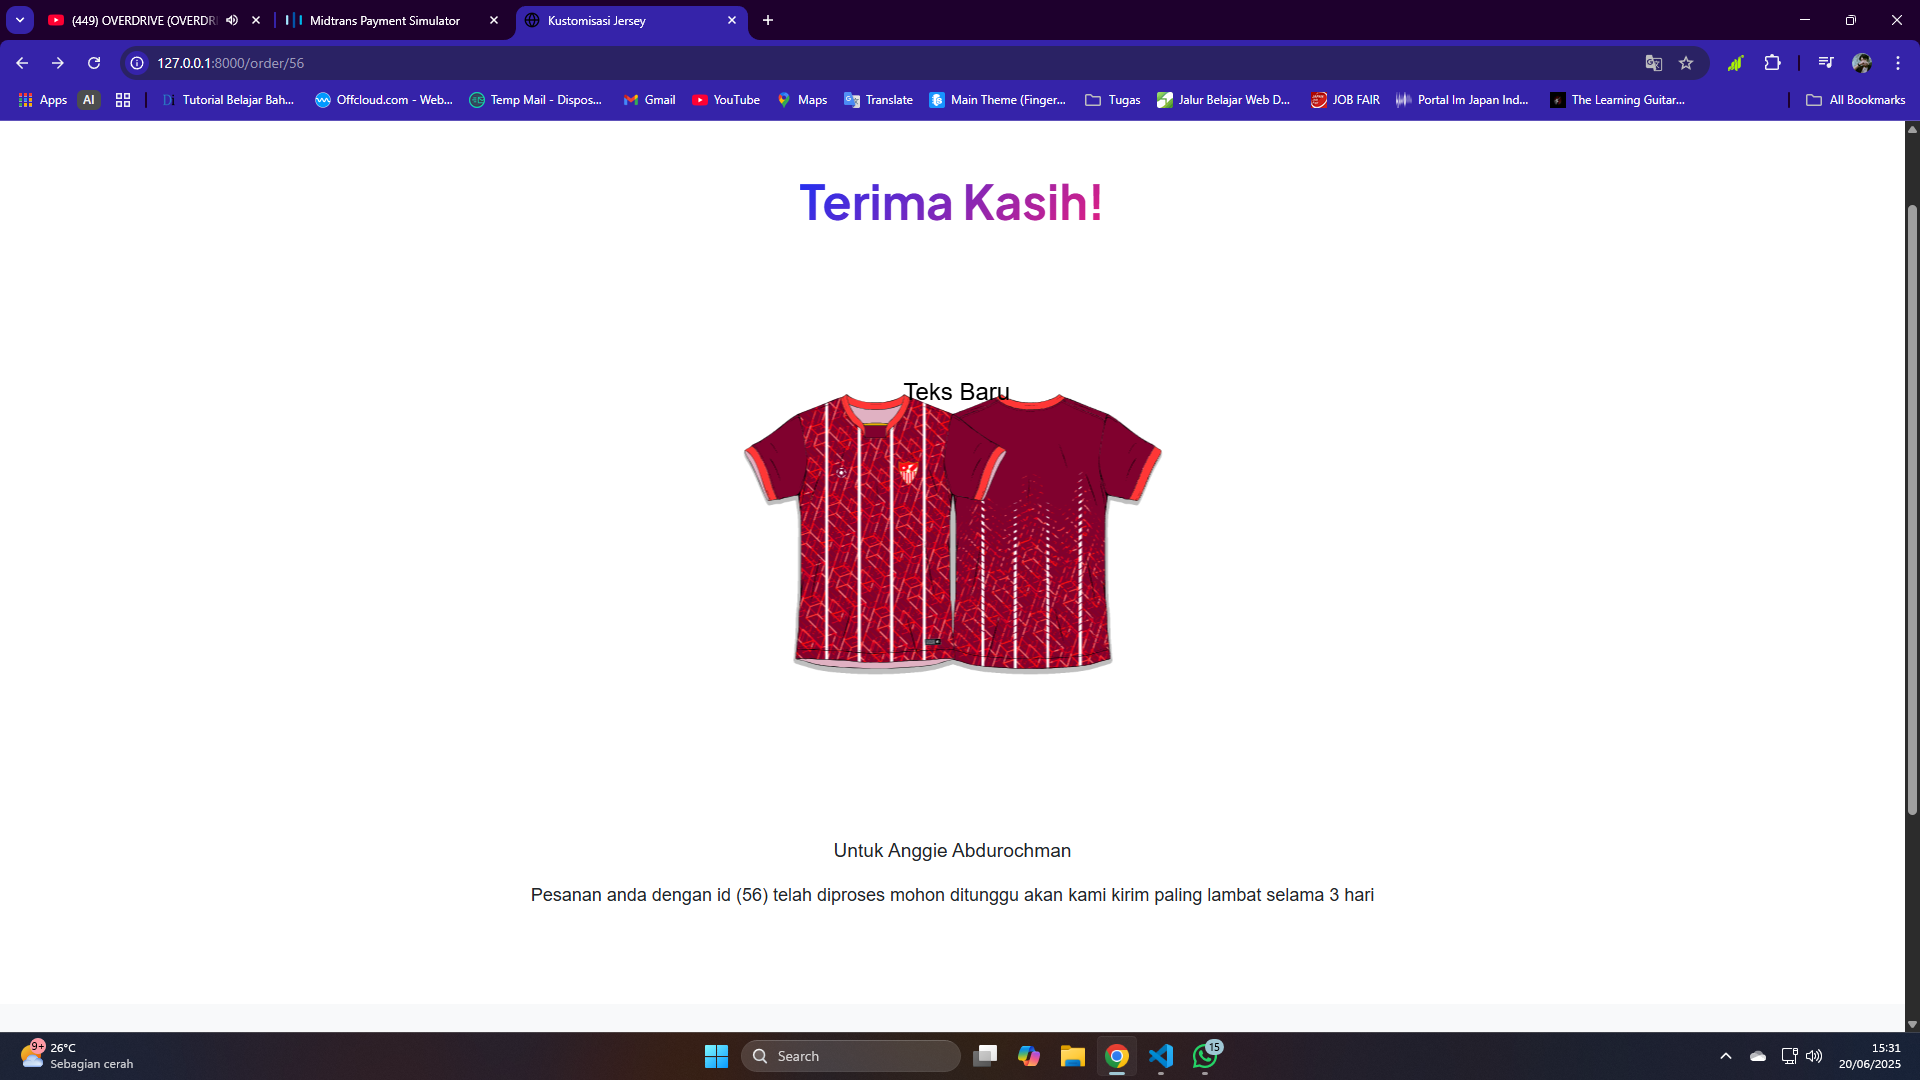 (449) OVERDRIVE (OVERDRI
Midtrans Payment Simulator
Kustomisasi Jersey
127.0.0.1:8000/order/56
Apps
AI
Tutorial Belajar Bah...
Offcloud.com - Web...
Temp Mail - Dispos...
Gmail
YouTube
Maps
Translate
Main Theme (Finger...
Tugas
Jalur Belajar Web D...
JOB FAIR
Portal Im Japan Ind...
The Learning Guitar...
All Bookmarks
Terima Kasih!
Teks Baru
Untuk Anggie Abdurochman
Pesanan anda dengan id (56) telah diproses mohon ditunggu akan kami kirim paling lambat selama 3 hari
9+
26°C
Sebagian cerah
Search
15
15:31
20/06/2025